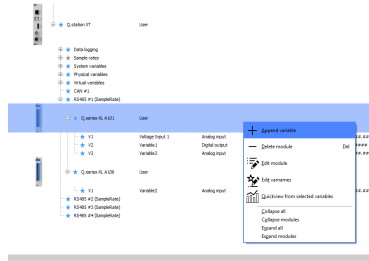 Q.station XT User
Data logging
Sample rates
System variables
Physical variables
Virtual variables
CAN #1
RS485 #1 (SampleRate)
Q.series-XL A101 User
V1 Voltage Input 1 Analog input
V2 Variable1 Digital output
V3 Variable2 Analog input
Q.series-XL A106 User
V1 Variable2 Analog input
RS485 #2 (SampleRate)
RS485 #3 (SampleRate)
RS485 #4 (SampleRate)
Append variable
Delete module Del
Edit module
Edit varnames
Quickview from selected variables
Collapse all
Collapse modules
Expand all
Expand modules